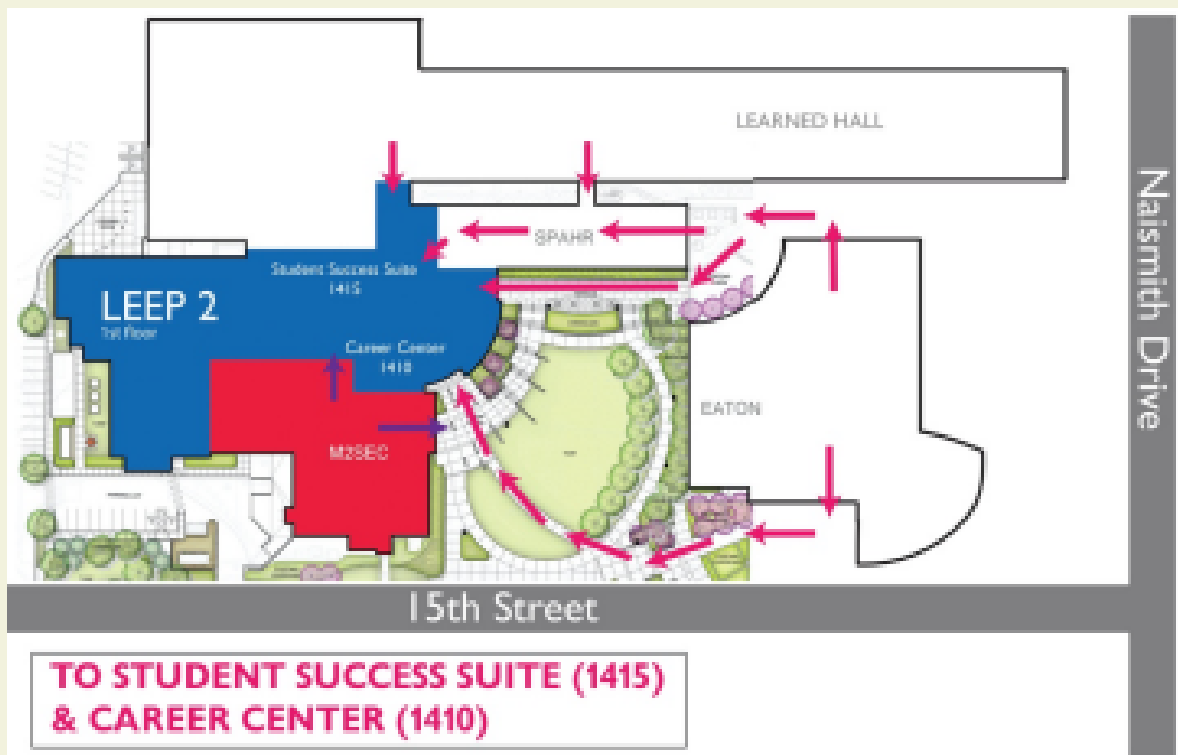 LEARNED HALL
Naismith Drive
SPAHR
Student Success Suite
1415
LEEP 2
1st floor
Career Center
1410
EATON
M2SEC
15th Street
TO STUDENT SUCCESS SUITE (1415)
& CAREER CENTER (1410)